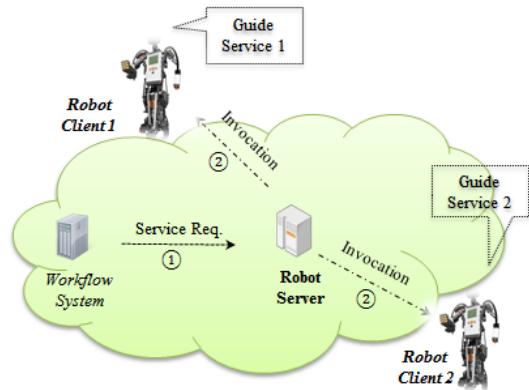 Guide
Service 1
Robot
Client 1
Invocation
②
Guide
Service 2
Service Req.
①
Workflow
System
Robot
Server
Invocation
②
Robot
Client 2